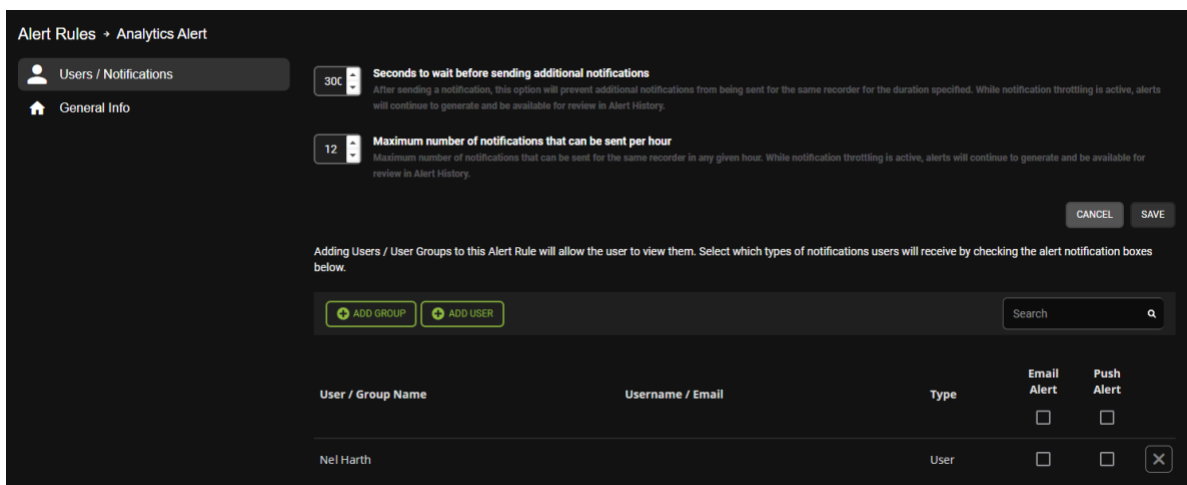 Alert Rules → Analytics Alert
Users / Notifications
General Info
300 Seconds to wait before sending additional notifications
After sending a notification, this option will prevent additional notifications from being sent for the same recorder for the duration specified. While notification throttling is active, alerts
will continue to generate and be available for review in Alert History.
12 Maximum number of notifications that can be sent per hour
Maximum number of notifications that can be sent for the same recorder in any given hour. While notification throttling is active, alerts will continue to generate and be available for
review in Alert History.
CANCEL SAVE
Adding Users / User Groups to this Alert Rule will allow the user to view them. Select which types of notifications users will receive by checking the alert notification boxes
below.
ADD GROUP ADD USER Search
User / Group Name Username / Email Type Email Alert Push Alert
Nel Harth User